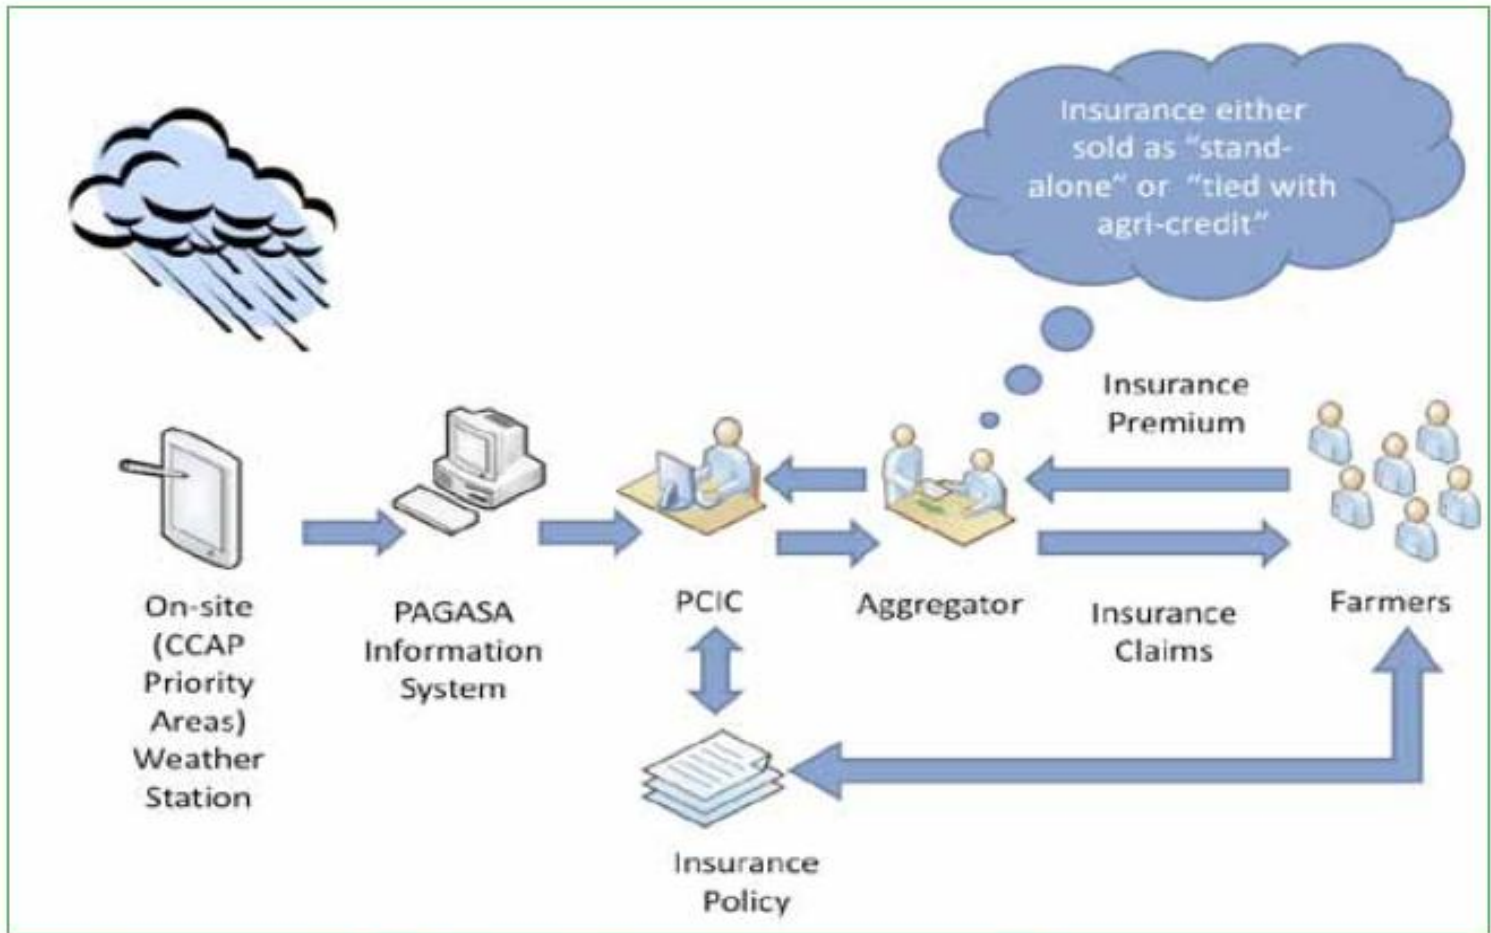 Insurance either
sold as "stand-
alone" or "tied with
agri-credit"
Insurance
Premium
On-site
(CCAP
Priority
Areas)
Weather
Station
PAGASA
Information
System
PCIC
Aggregator
Insurance
Claims
Farmers
Insurance
Policy